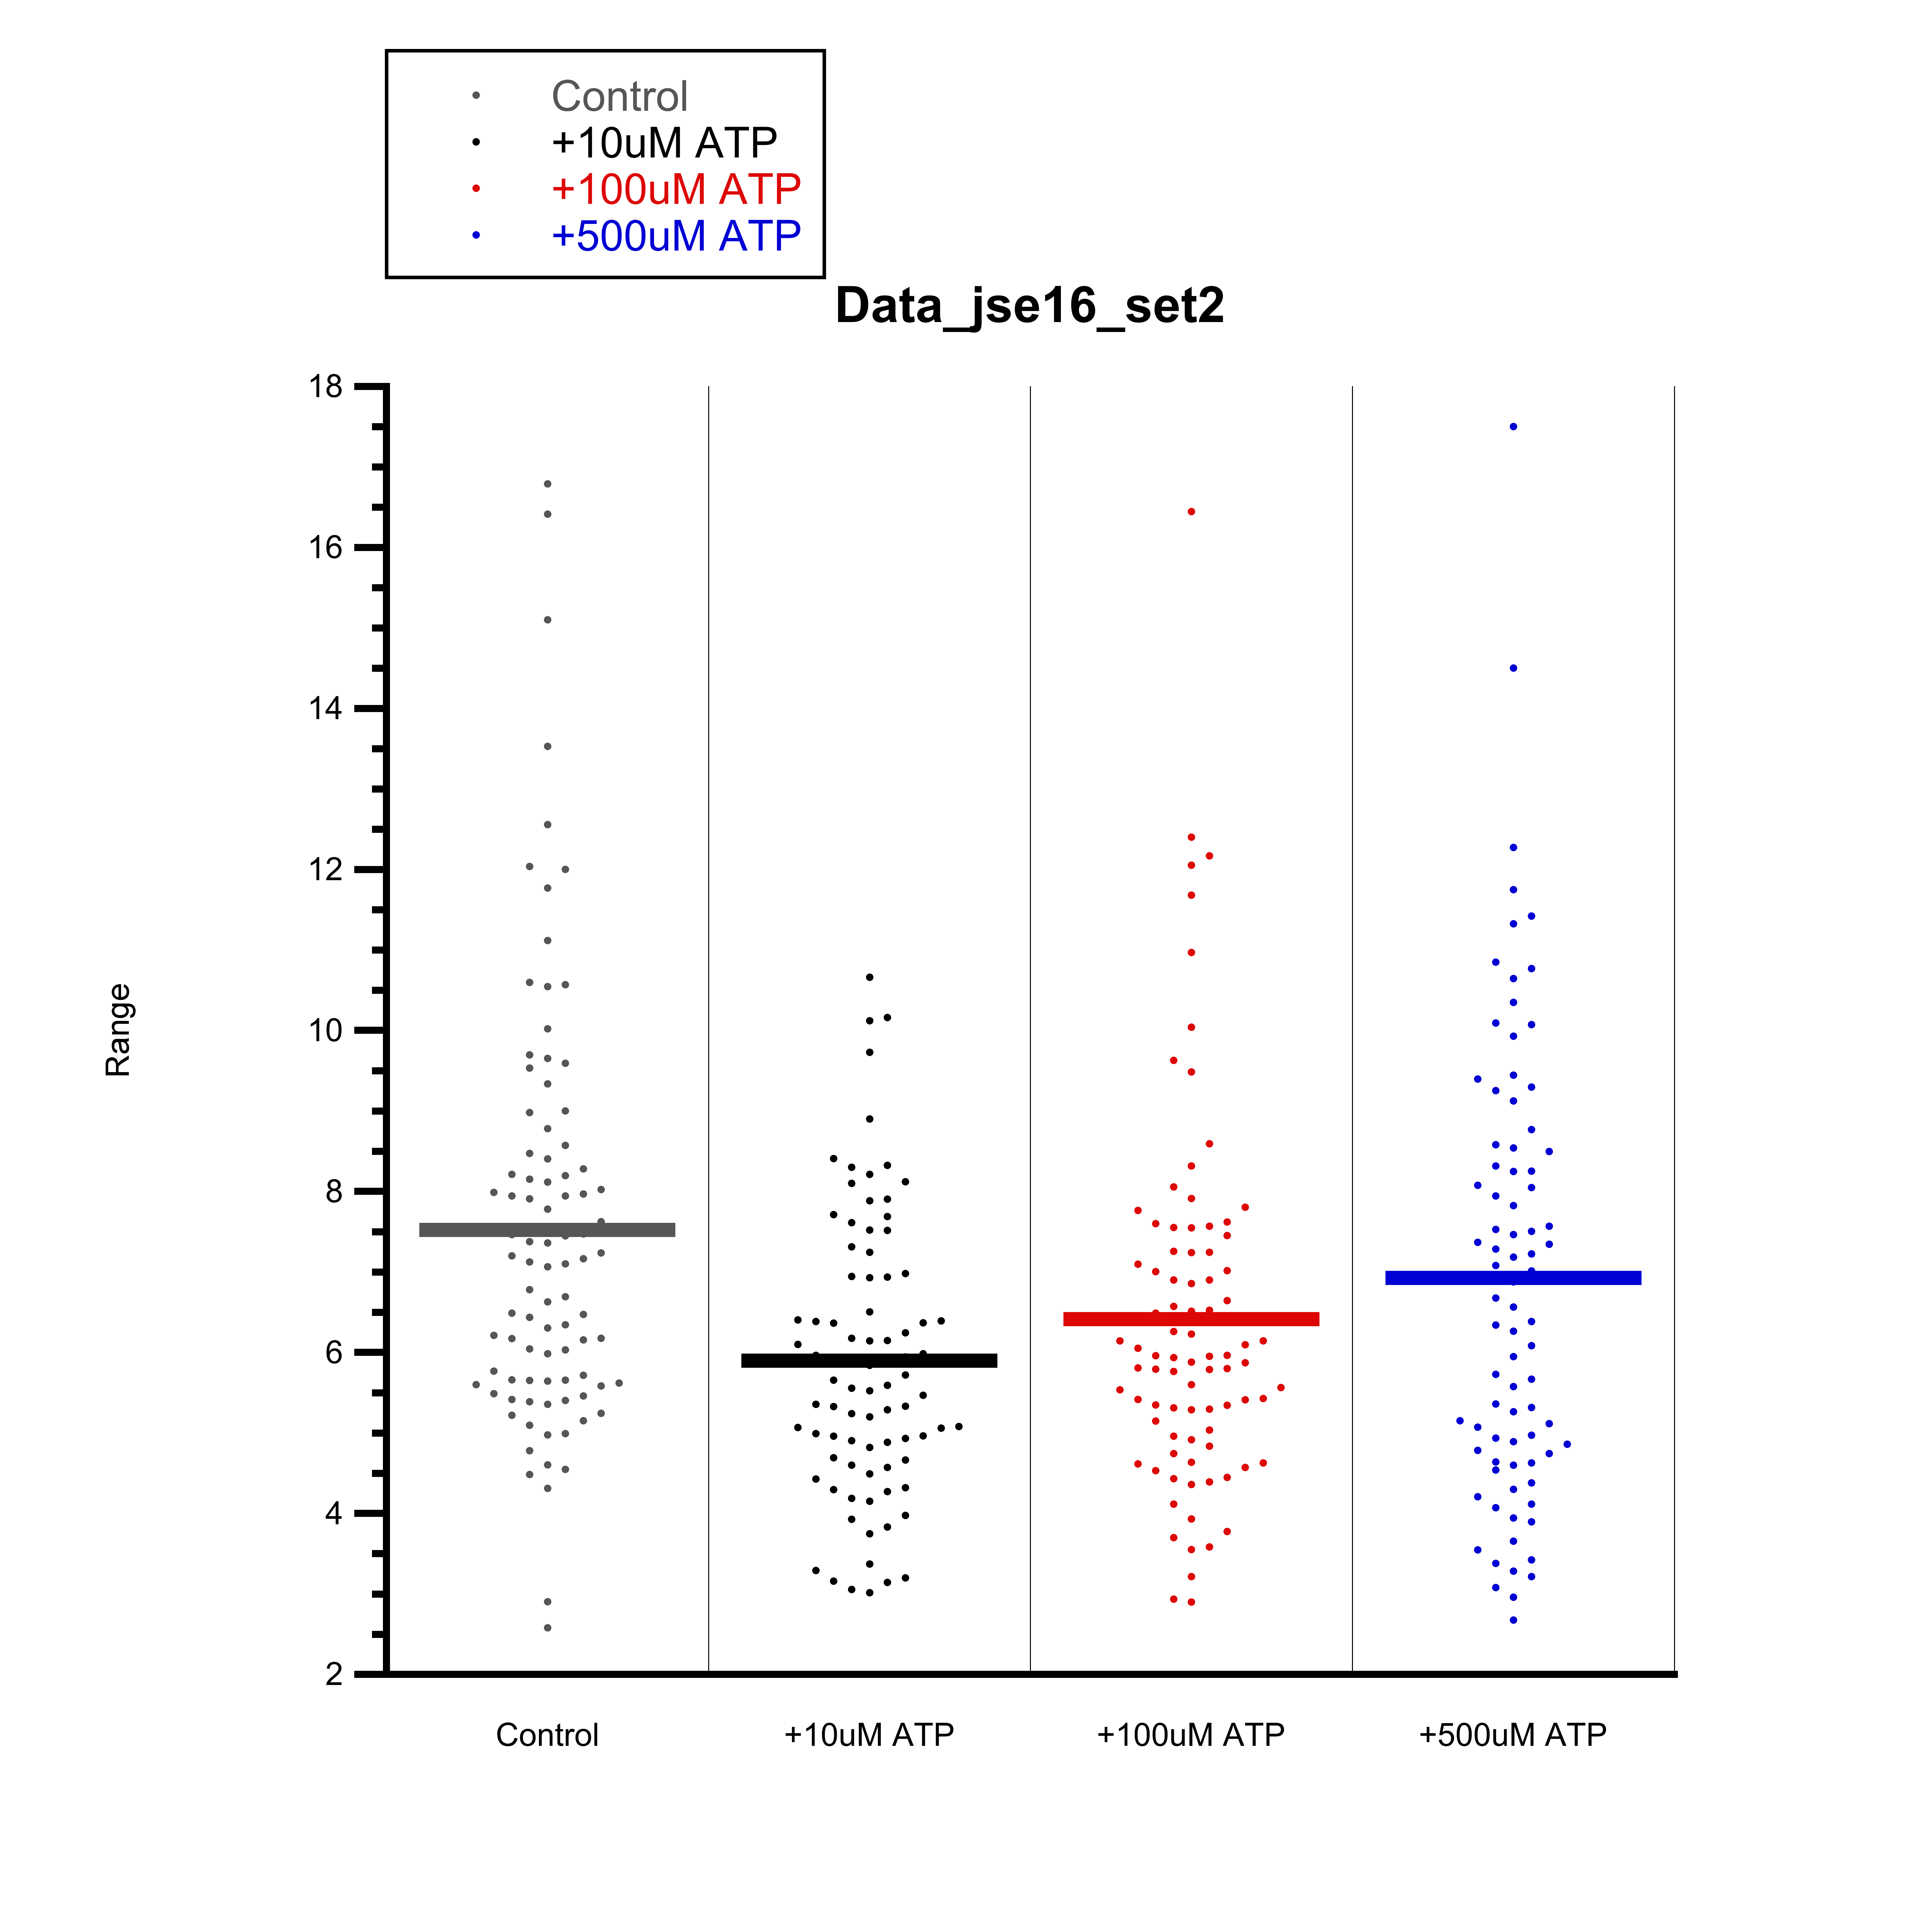 Control
+10uM ATP
+100uM ATP
+500uM ATP
Data_jse16_set2
18
16
14
12
10
8
6
4
2
Range
Control
+10uM ATP
+100uM ATP
+500uM ATP